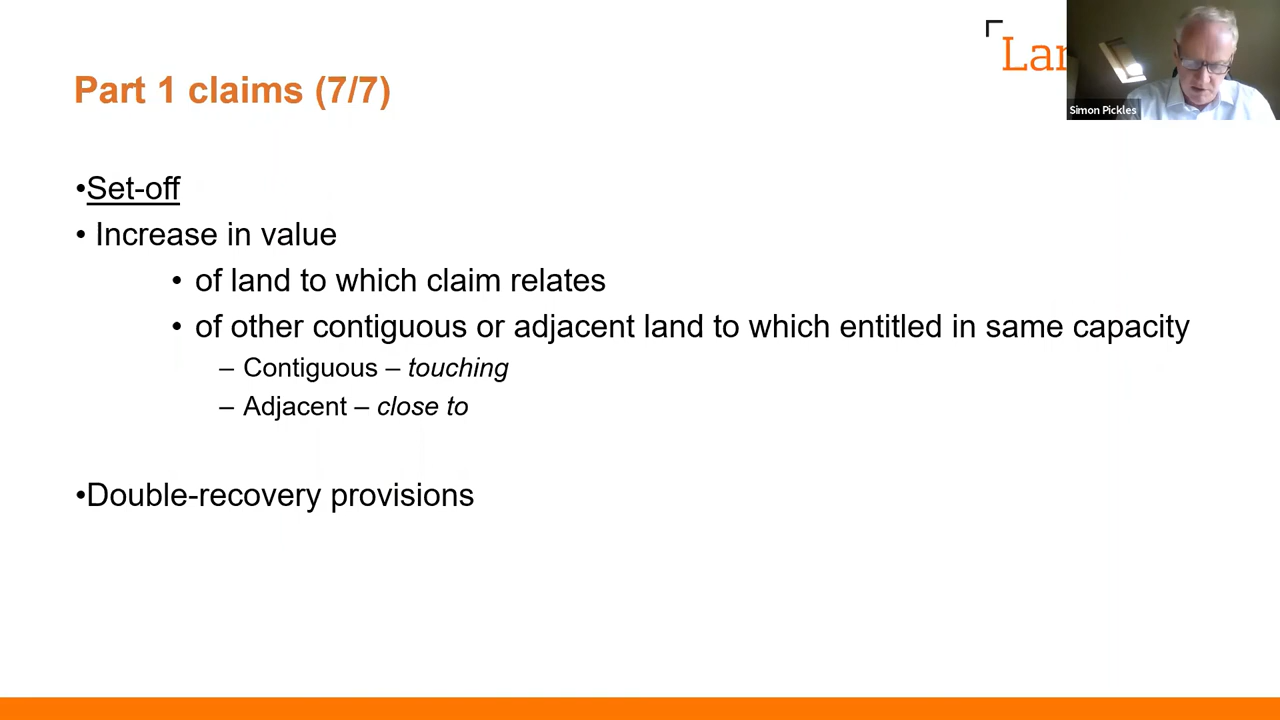 Part 1 claims (7/7)
Simon Pickles
•Set-off
• Increase in value
• of land to which claim relates
• of other contiguous or adjacent land to which entitled in same capacity
– Contiguous – touching
– Adjacent – close to
•Double-recovery provisions